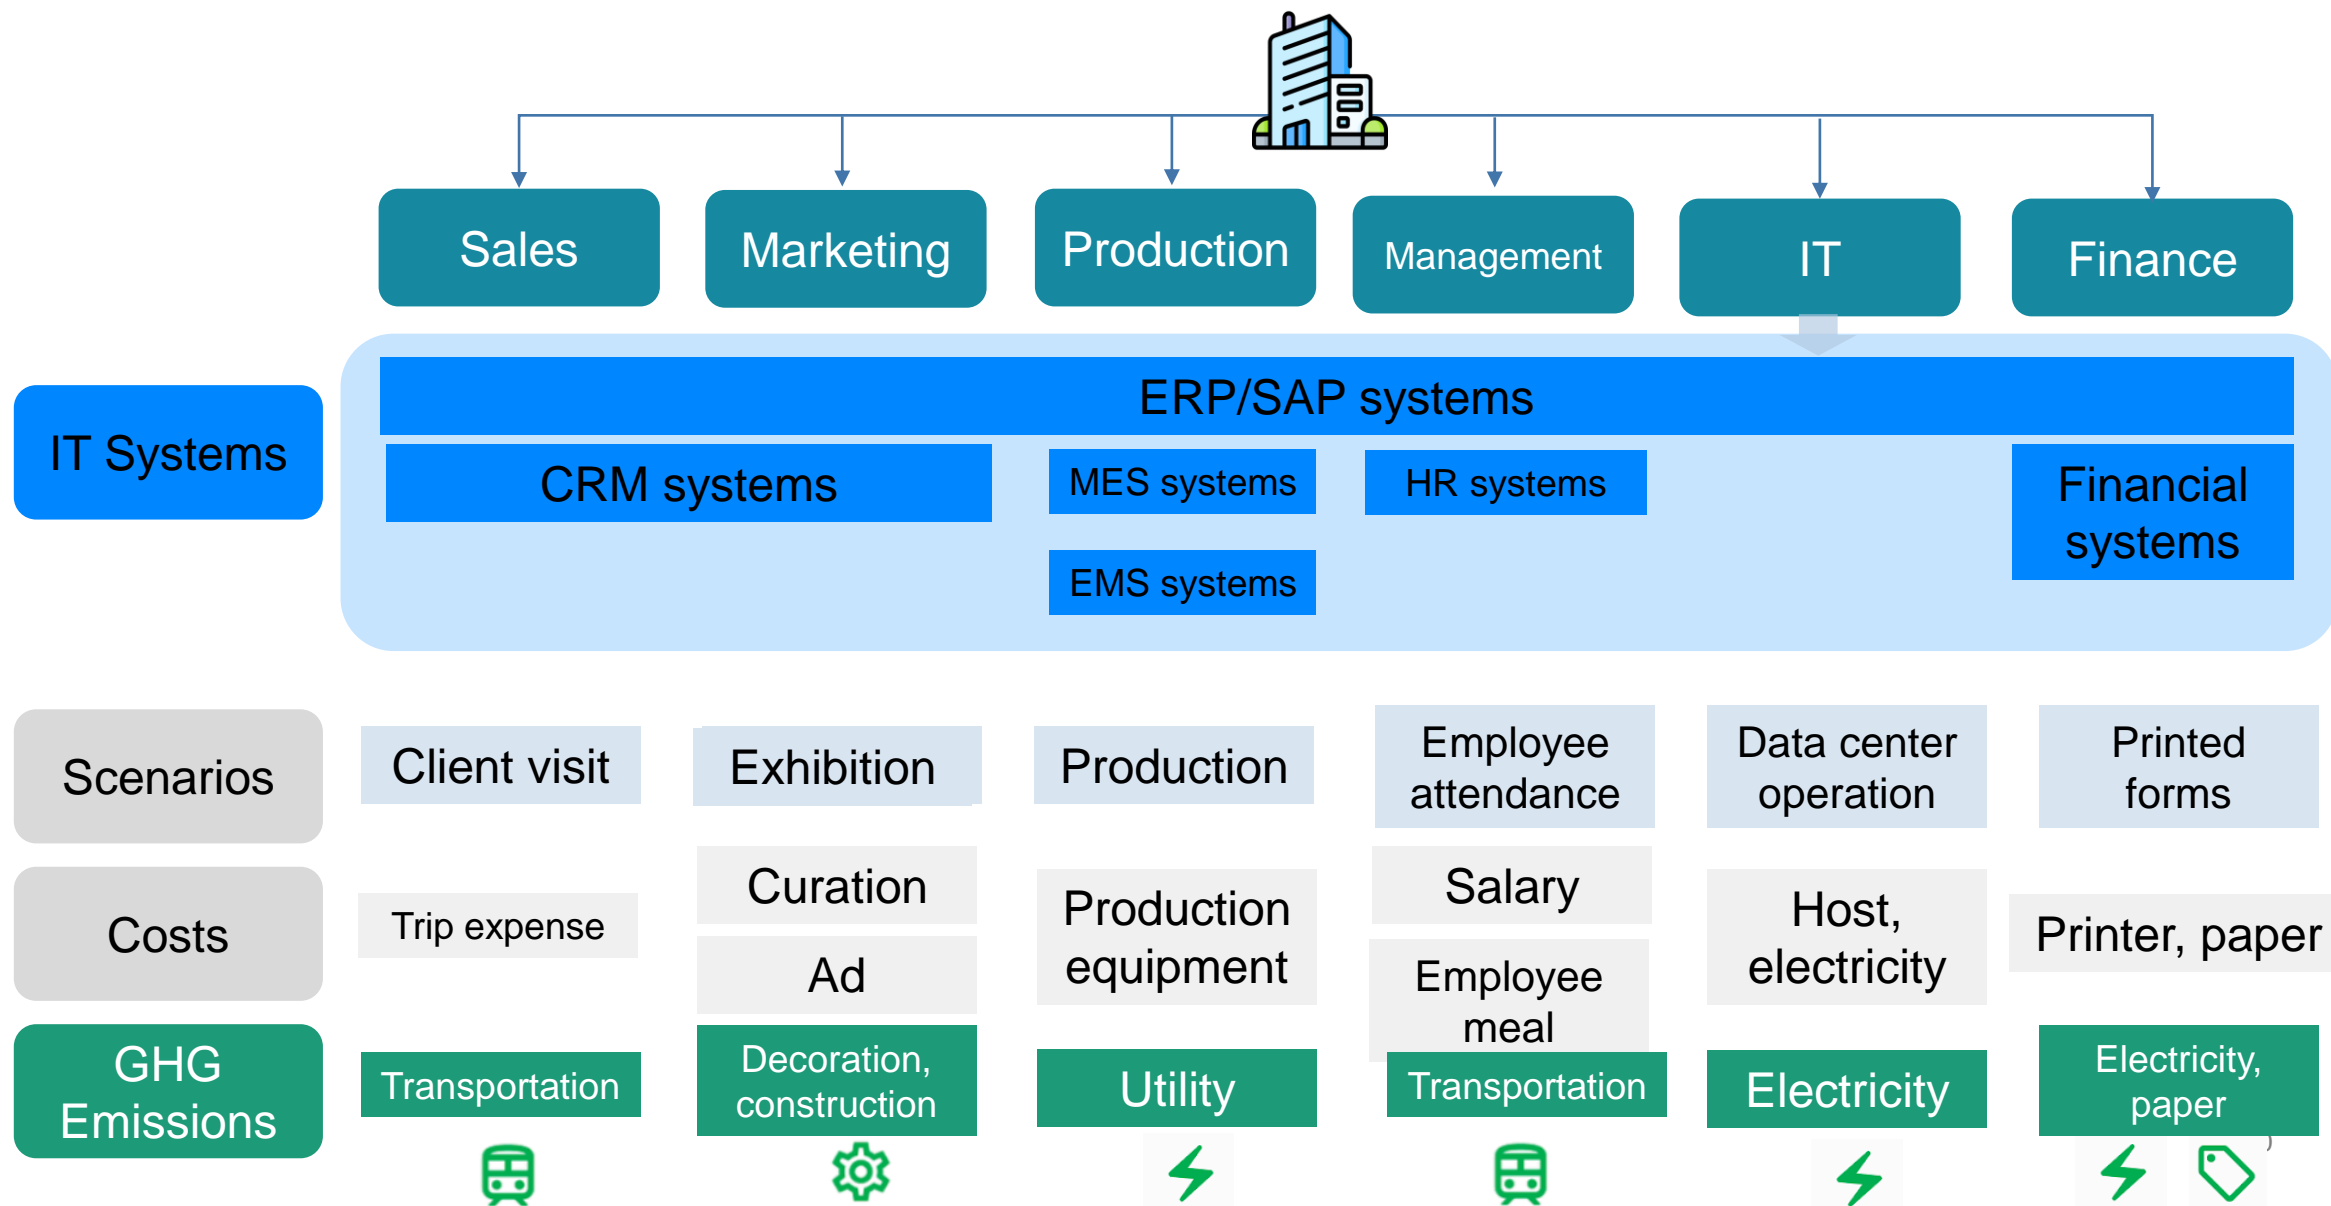 Sales
Marketing
Production
Management
IT
Finance
IT Systems
ERP/SAP systems
CRM systems
MES systems
HR systems
Financial
systems
EMS systems
Scenarios
Client visit
Exhibition
Production
Employee
attendance
Data center
operation
Printed
forms
Costs
Trip expense
Curation
Ad
Production
equipment
Salary
Employee
meal
Host,
electricity
Printer, paper
GHG
Emissions
Transportation
Decoration,
construction
Utility
Transportation
Electricity
Electricity,
paper
)